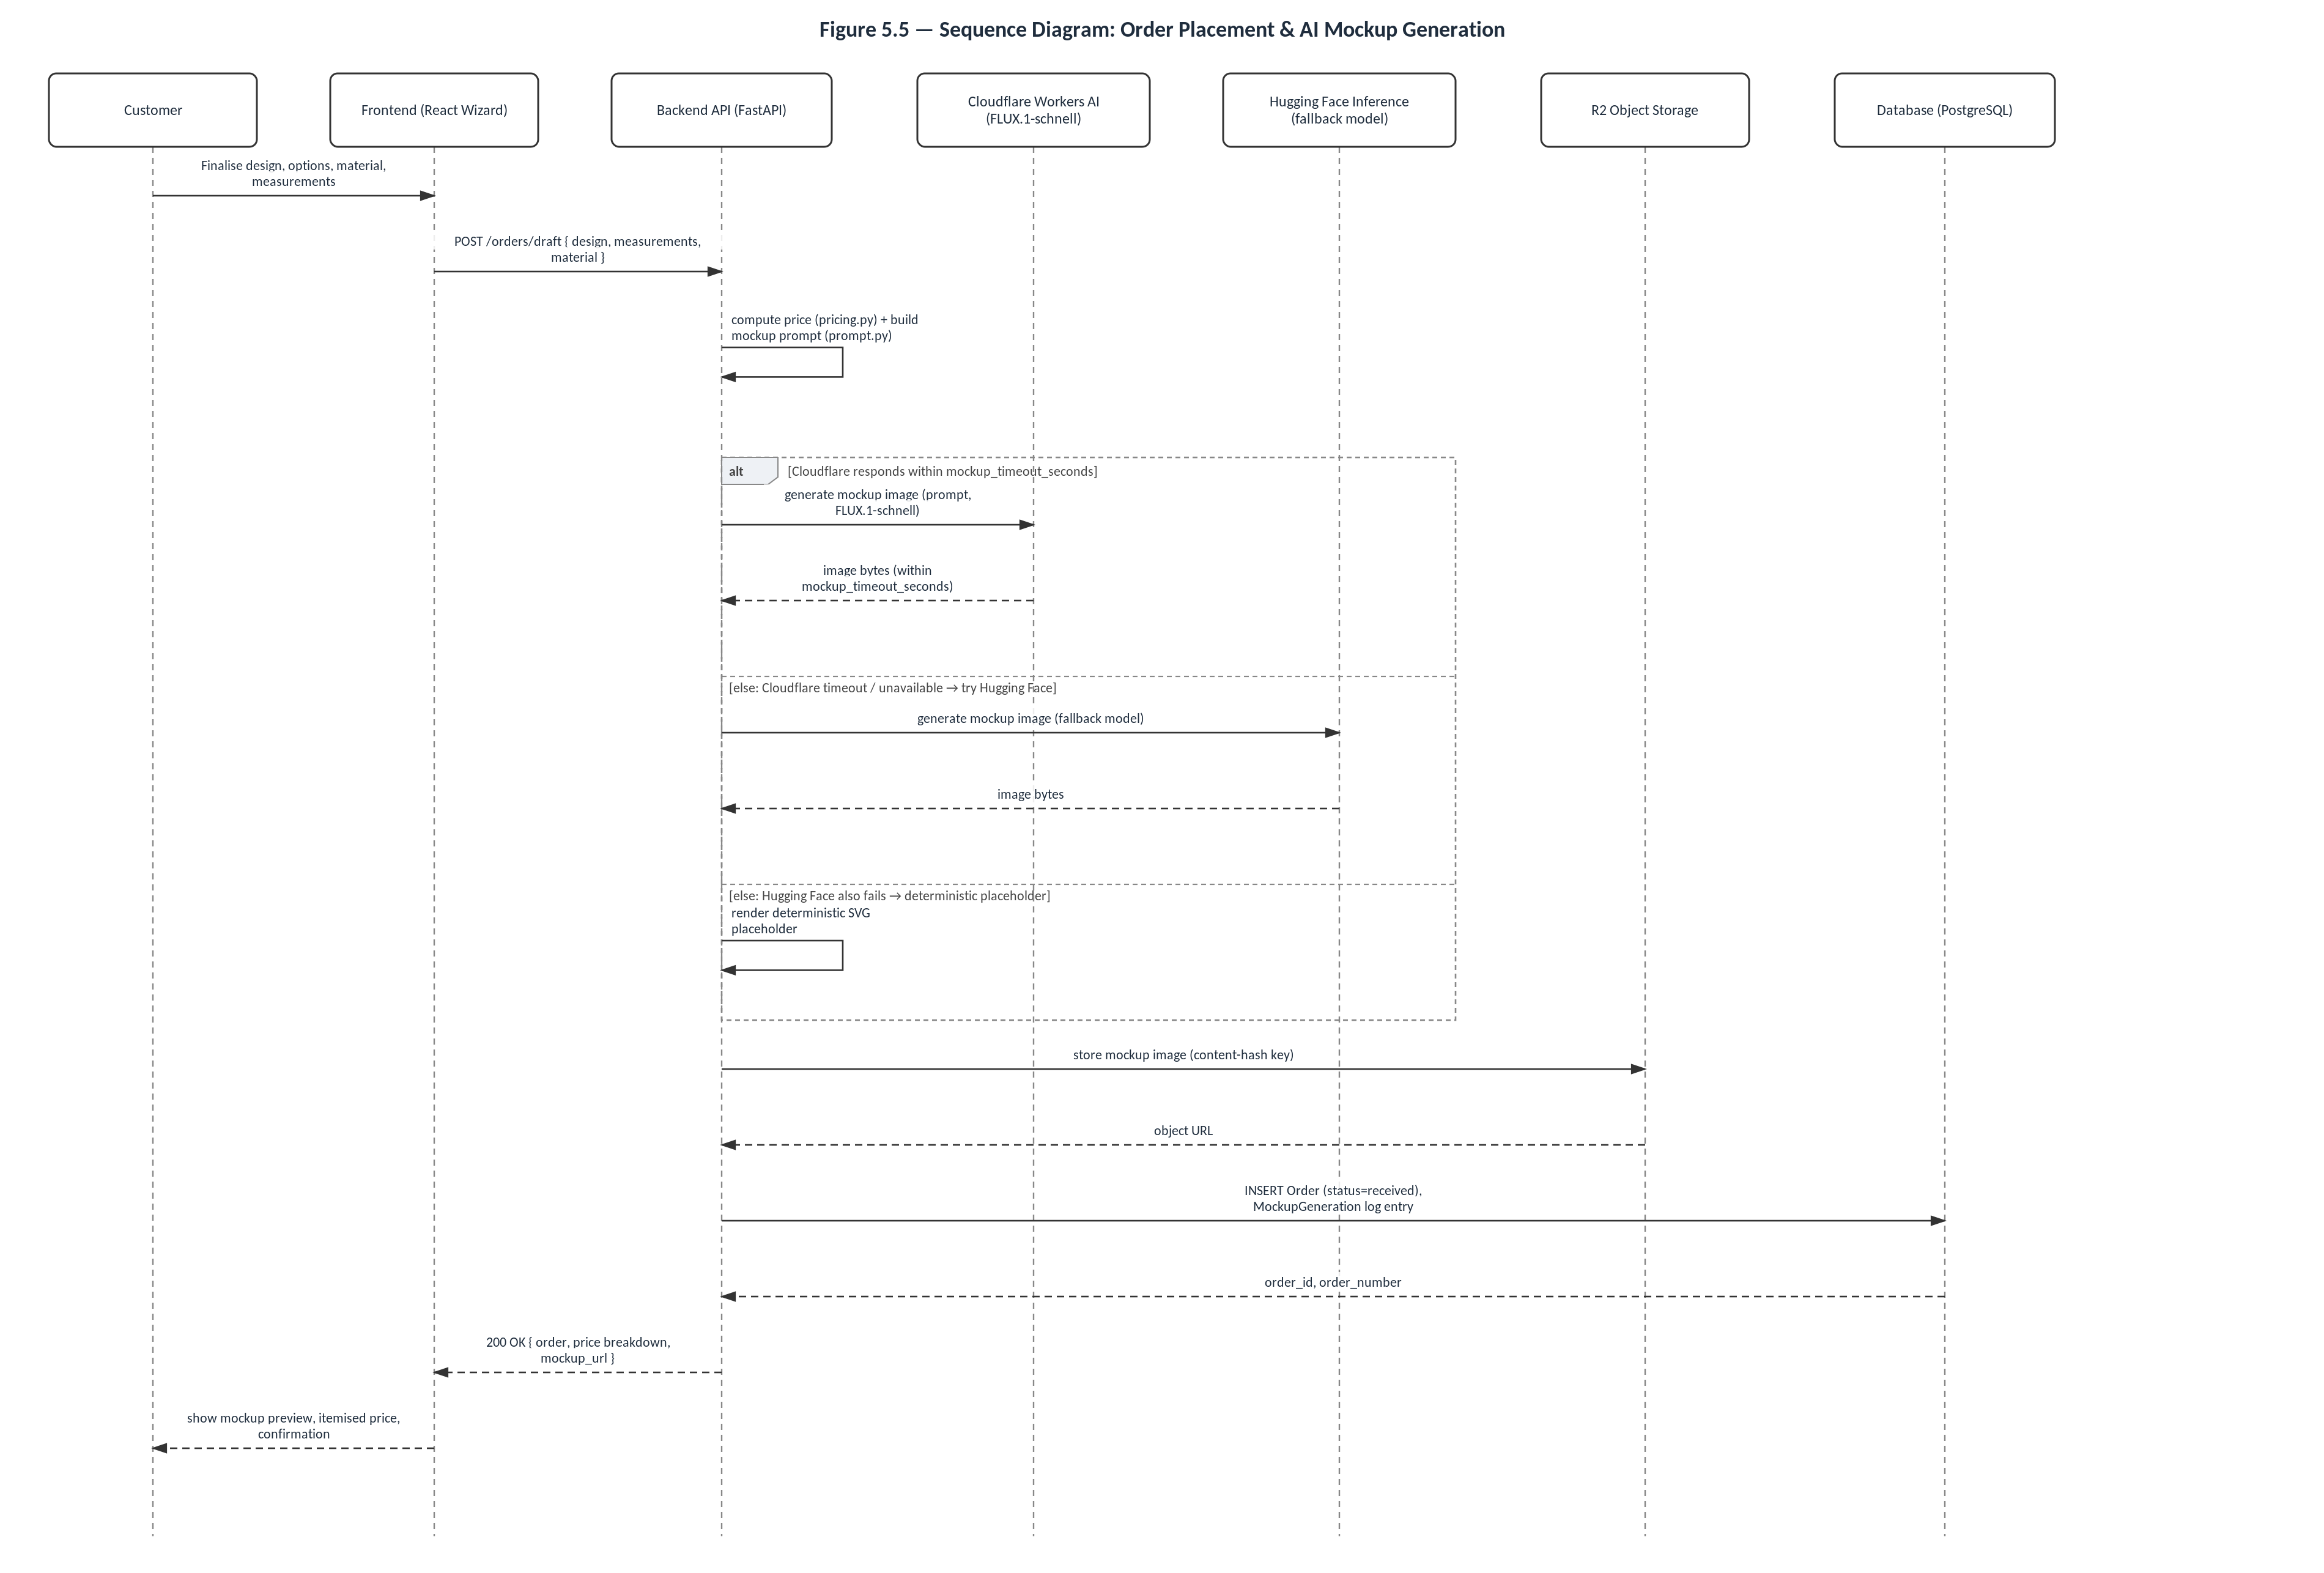 Figure 5.5 — Sequence Diagram: Order Placement & AI Mockup Generation
Customer
Frontend (React Wizard)
Backend API (FastAPI)
Cloudflare Workers AI
(FLUX.1-schnell)
Hugging Face Inference
(fallback model)
R2 Object Storage
Database (PostgreSQL)
Finalise design, options, material,
measurements
POST /orders/draft { design, measurements,
material }
compute price (pricing.py) + build
mockup prompt (prompt.py)
alt
[Cloudflare responds within mockup_timeout_seconds]
generate mockup image (prompt,
FLUX.1-schnell)
image bytes (within
mockup_timeout_seconds)
[else: Cloudflare timeout / unavailable → try Hugging Face]
generate mockup image (fallback model)
image bytes
[else: Hugging Face also fails → deterministic placeholder]
render deterministic SVG
placeholder
store mockup image (content-hash key)
object URL
INSERT Order (status=received),
MockupGeneration log entry
order_id, order_number
200 OK { order, price breakdown,
mockup_url }
show mockup preview, itemised price,
confirmation